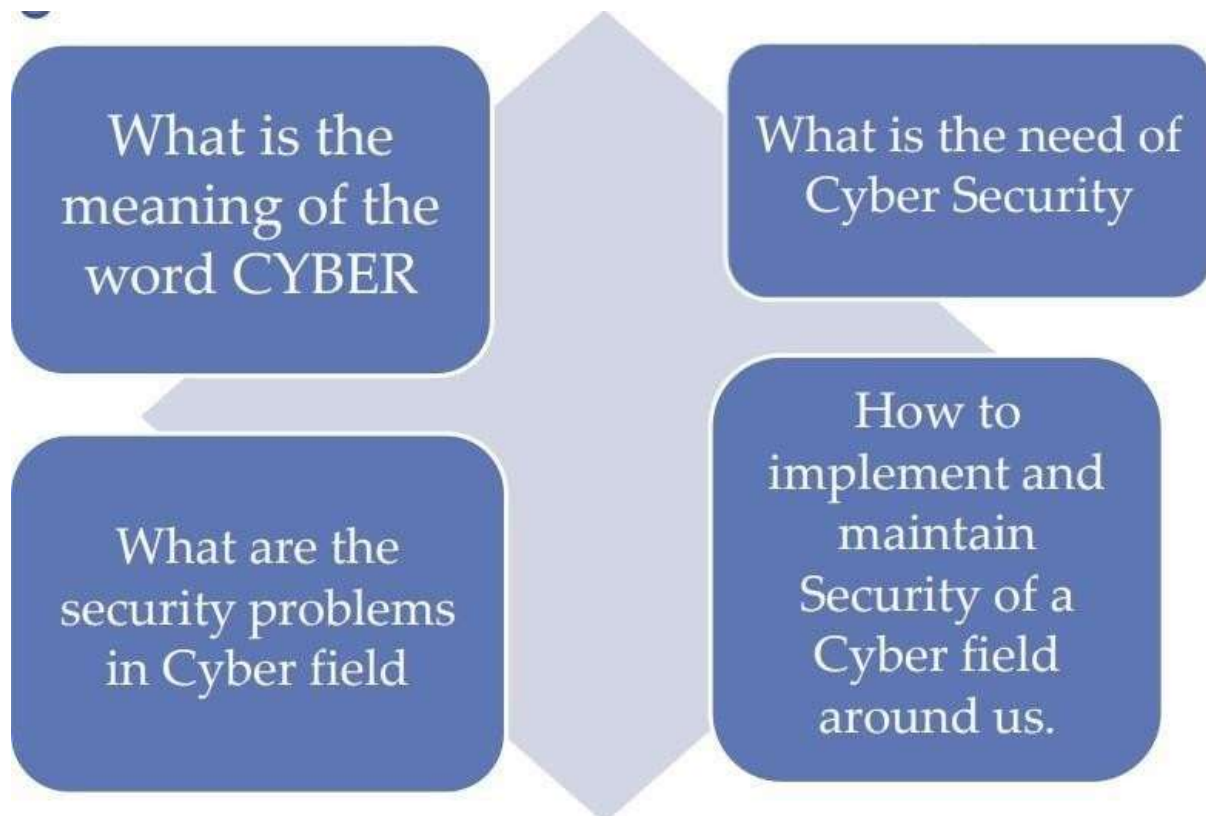 What is the
meaning of the
word CYBER
What is the need of
Cyber Security
What are the
security problems
in Cyber field
How to
implement and
maintain
Security of a
Cyber field
around us.